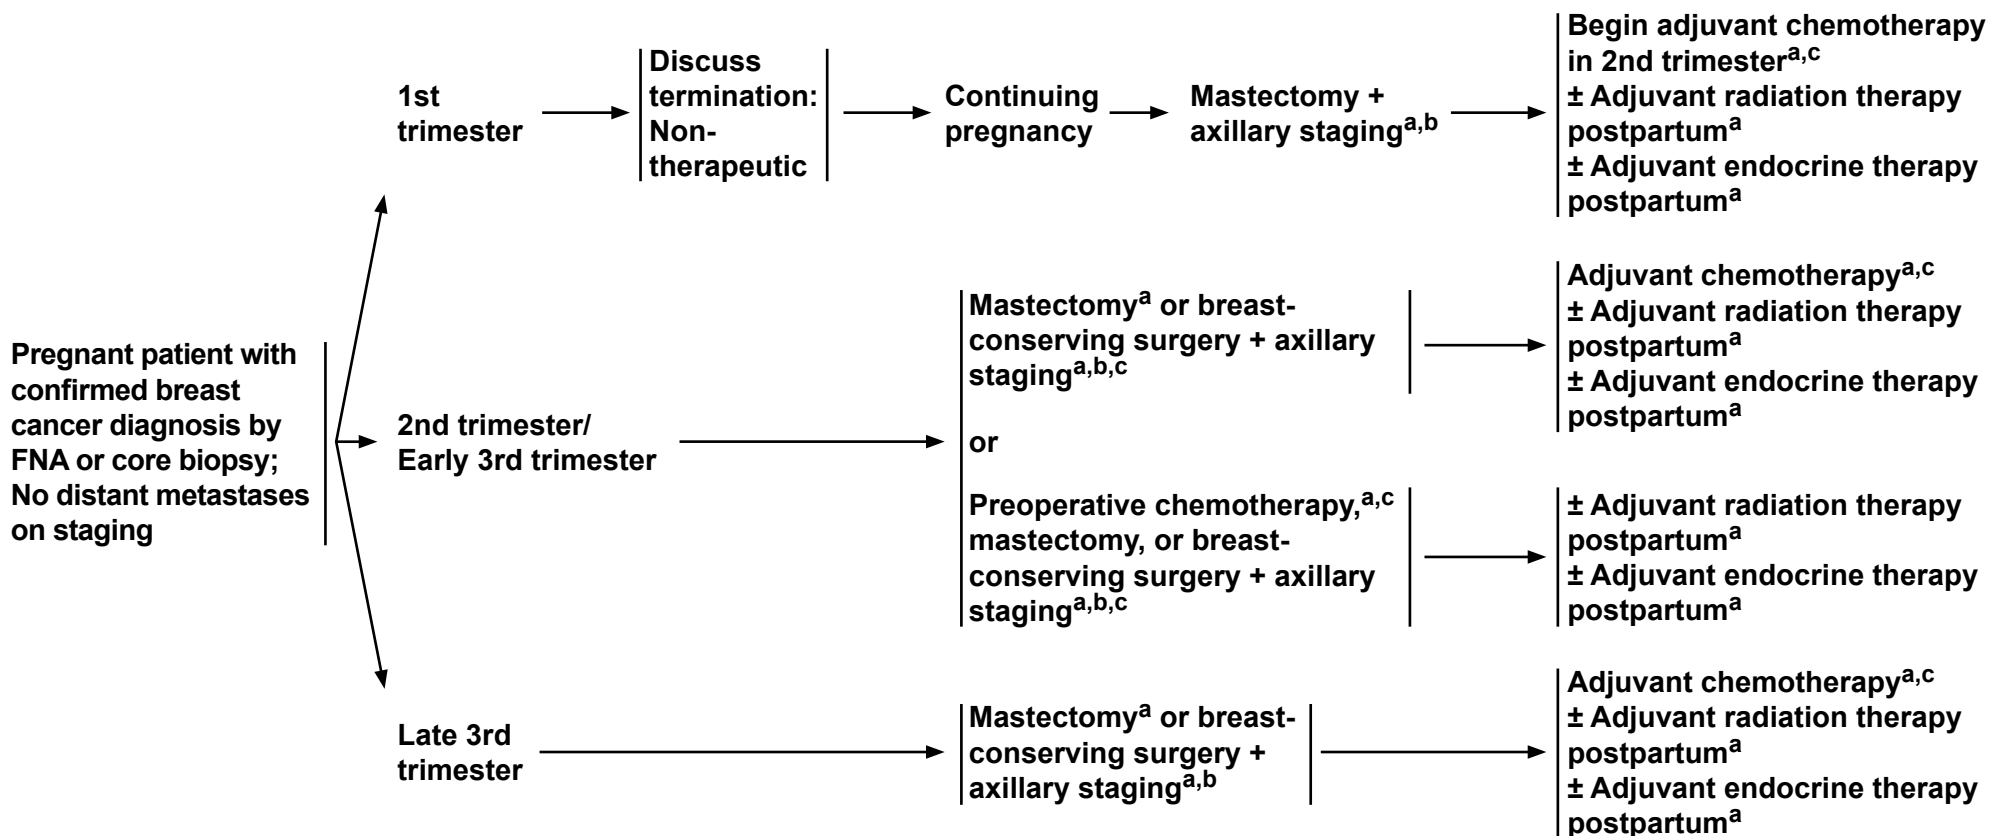 Pregnant patient with
confirmed breast
cancer diagnosis by
FNA or core biopsy;
No distant metastases
on staging
1st
trimester
Discuss
termination:
Non-
therapeutic
Continuing
pregnancy
Mastectomy +
axillary staging^a,b
Begin adjuvant chemotherapy
in 2nd trimester^a,c
± Adjuvant radiation therapy
postpartum^a
± Adjuvant endocrine therapy
postpartum^a
2nd trimester/
Early 3rd trimester
Mastectomy^a or breast-
conserving surgery + axillary
staging^a,b,c
or
Preoperative chemotherapy,^a,c
mastectomy, or breast-
conserving surgery + axillary
staging^a,b,c
Adjuvant chemotherapy^a,c
± Adjuvant radiation therapy
postpartum^a
± Adjuvant endocrine therapy
postpartum^a
± Adjuvant radiation therapy
postpartum^a
± Adjuvant endocrine therapy
postpartum^a
Late 3rd
trimester
Mastectomy^a or breast-
conserving surgery +
axillary staging^a,b
Adjuvant chemotherapy^a,c
± Adjuvant radiation therapy
postpartum^a
± Adjuvant endocrine therapy
postpartum^a